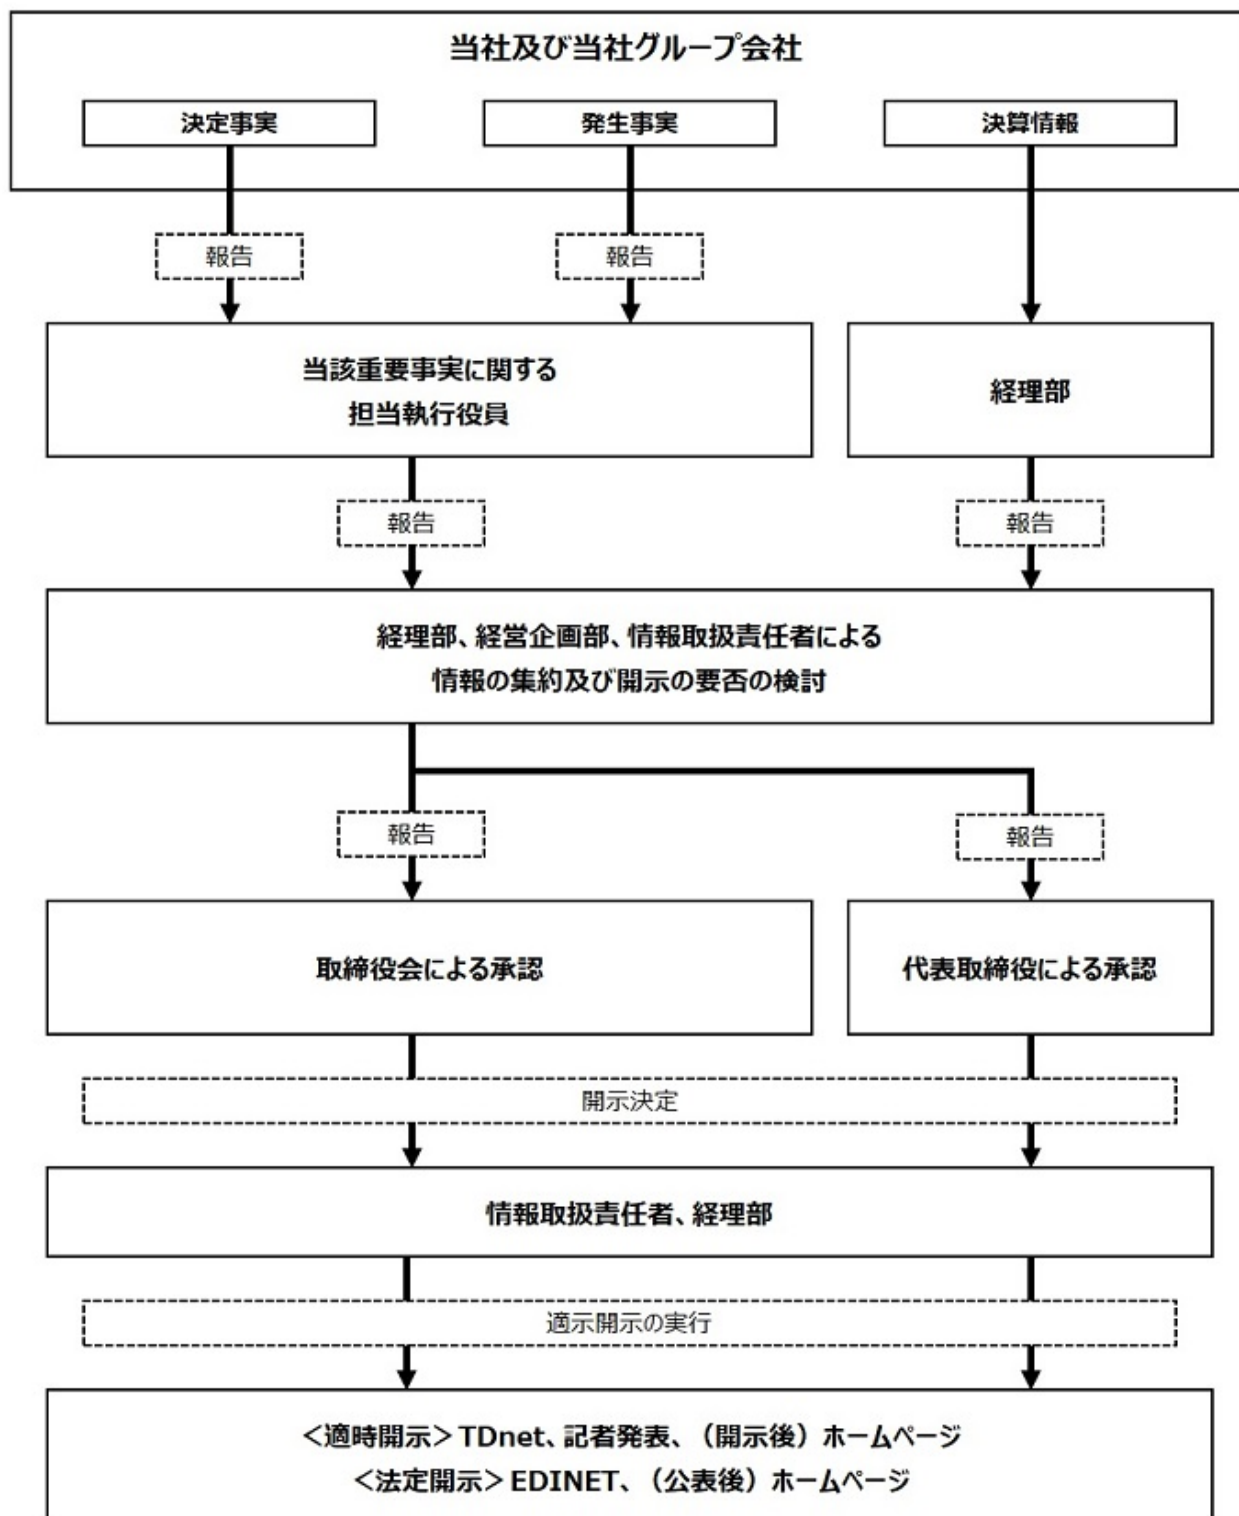 当社及び当社グループ会社
決定事実
発生事実
決算情報
報告
報告
当該重要事実に関する
担当執行役員
経理部
報告
報告
経理部、経営企画部、情報取扱責任者による
情報の集約及び開示の要否の検討
報告
報告
取締役会による承認
代表取締役による承認
開示決定
情報取扱責任者、経理部
適示開示の実行
＜適時開示＞TDnet、記者発表、（開示後）ホームページ
＜法定開示＞EDINET、（公表後）ホームページ